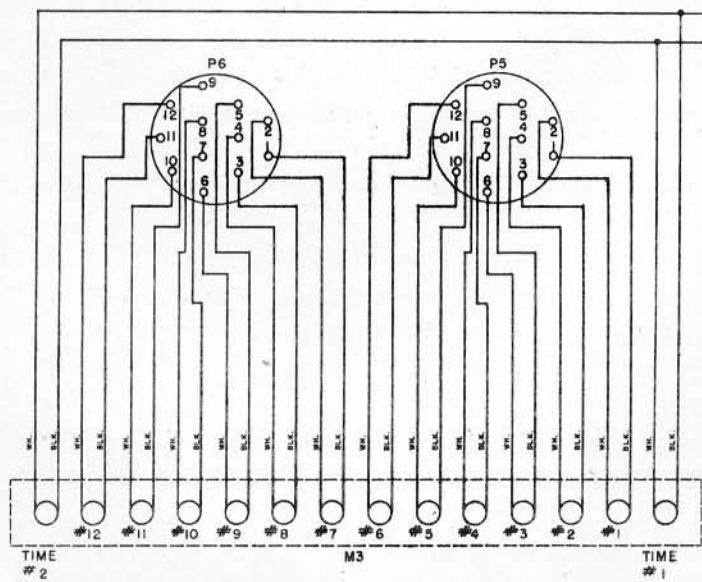 P6 P5
9 9
12 5 12 5
8 4 2 8 4 2
11 11
7 1 7 1
10 3 10 3
6 6
WH. BLK. WH. BLK. WH. BLK. WH. BLK. WH. BLK. WH. BLK. WH. BLK. WH. BLK. WH. BLK. WH. BLK. WH. BLK. WH. BLK. WH. BLK. WH. BLK.
#12 #11 #10 #9 #8 #7 #6 #5 #4 #3 #2 #1
TIME M3 TIME
#2 #1